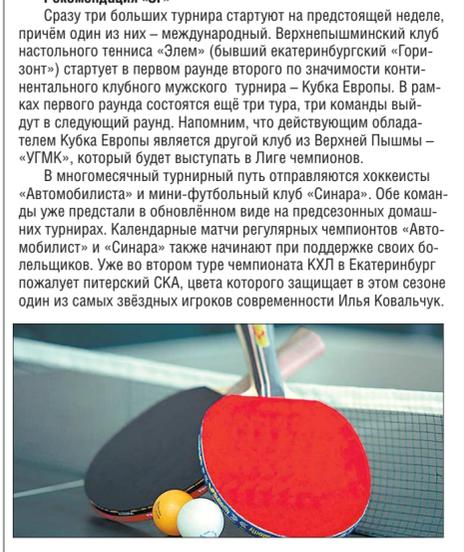 Рекомендация «ОГ»
Сразу три больших турнира стартуют на предстоящей неделе,
причём один из них – международный. Верхнепышминский клуб
настольного тенниса «Элем» (бывший екатеринбургский «Гори-
зонт») стартует в первом раунде второго по значимости конти-
нентального клубного мужского турнира – Кубка Европы. В рам-
ках первого раунда состоятся ещё три тура, три команды вый-
дут в следующий раунд. Напомним, что действующим облада-
телем Кубка Европы является другой клуб из Верхней Пышмы –
«УГМК», который будет выступать в Лиге чемпионов.
В многомесячный турнирный путь отправляются хоккеисты
«Автомобилиста» и мини-футбольный клуб «Синара». Обе коман-
ды уже предстали в обновлённом виде на предсезонных домаш-
них турнирах. Календарные матчи регулярных чемпионтов «Авто-
мобилист» и «Синара» также начинают при поддержке своих бо-
лельщиков. Уже во втором туре чемпионата КХЛ в Екатеринбург
пожалует питерский СКА, цвета которого защищает в этом сезоне
один из самых звёздных игроков современности Илья Ковальчук.